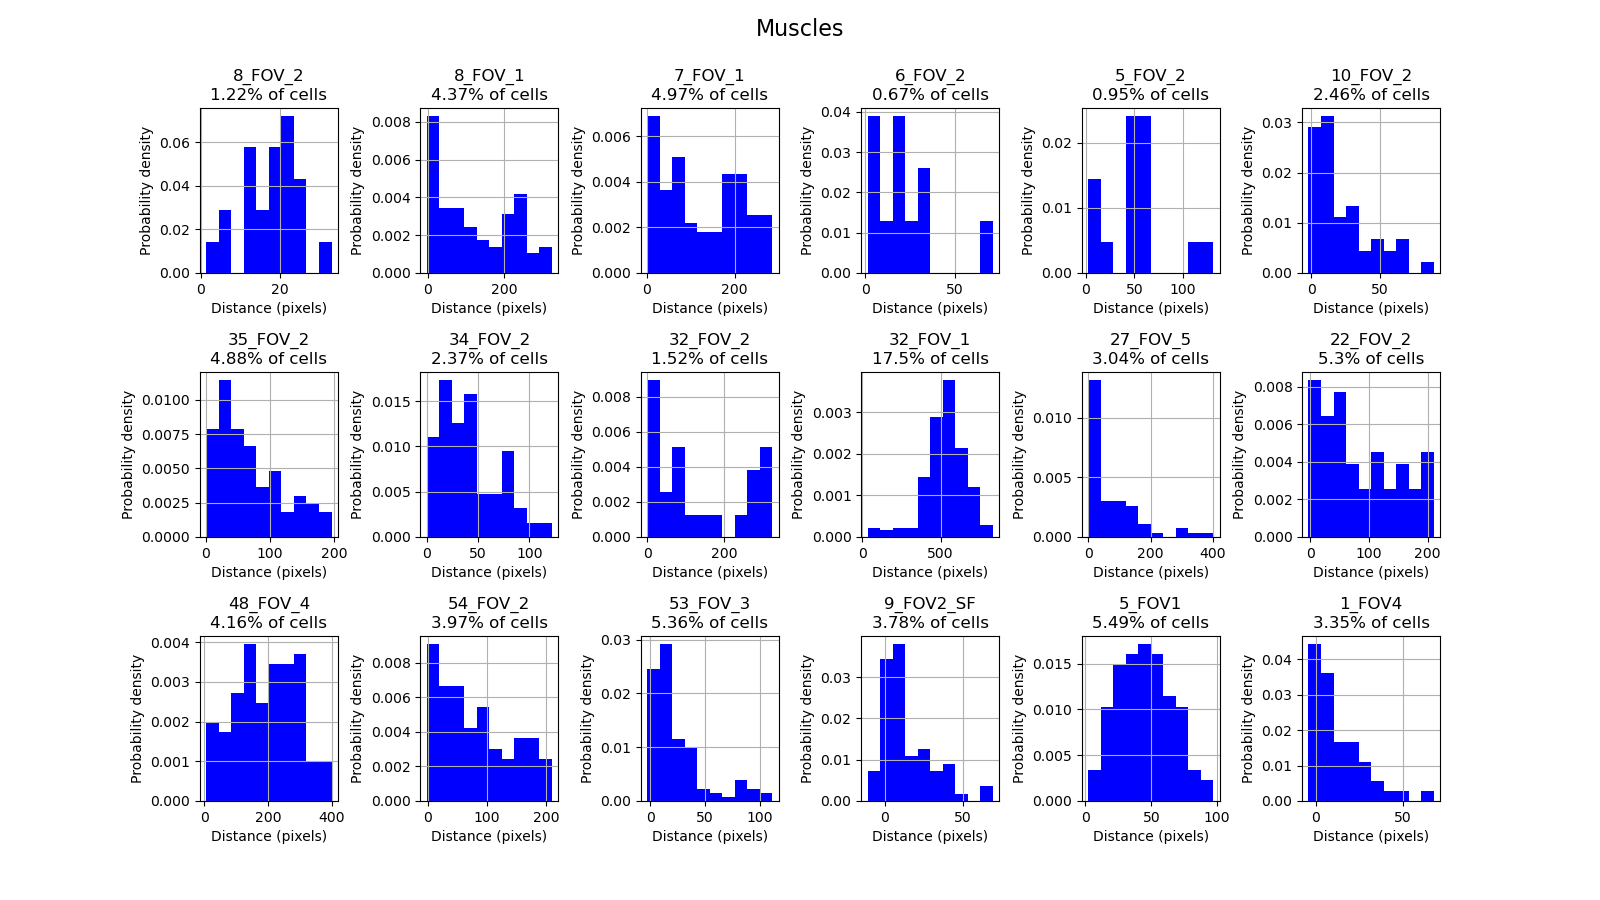 Muscles
8_FOV_2
1.22% of cells
Probability density
0.06
0.04
0.02
0.00
0
20
Distance (pixels)
8_FOV_1
4.37% of cells
Probability density
0.008
0.006
0.004
0.002
0.000
0
200
Distance (pixels)
7_FOV_1
4.97% of cells
Probability density
0.006
0.004
0.002
0.000
0
200
Distance (pixels)
6_FOV_2
0.67% of cells
Probability density
0.04
0.03
0.02
0.01
0.00
0
50
Distance (pixels)
5_FOV_2
0.95% of cells
Probability density
0.02
0.01
0.00
0
50
100
Distance (pixels)
10_FOV_2
2.46% of cells
Probability density
0.03
0.02
0.01
0.00
0
50
Distance (pixels)
35_FOV_2
4.88% of cells
Probability density
0.0100
0.0075
0.0050
0.0025
0.0000
0
100
200
Distance (pixels)
34_FOV_2
2.37% of cells
Probability density
0.015
0.010
0.005
0.000
0
50
100
Distance (pixels)
32_FOV_2
1.52% of cells
Probability density
0.008
0.006
0.004
0.002
0.000
0
200
Distance (pixels)
32_FOV_1
17.5% of cells
Probability density
0.003
0.002
0.001
0.000
0
500
Distance (pixels)
27_FOV_5
3.04% of cells
Probability density
0.010
0.005
0.000
0
200
400
Distance (pixels)
22_FOV_2
5.3% of cells
Probability density
0.008
0.006
0.004
0.002
0.000
0
100
200
Distance (pixels)
48_FOV_4
4.16% of cells
Probability density
0.004
0.003
0.002
0.001
0.000
0
200
400
Distance (pixels)
54_FOV_2
3.97% of cells
Probability density
0.008
0.006
0.004
0.002
0.000
0
100
200
Distance (pixels)
53_FOV_3
5.36% of cells
Probability density
0.03
0.02
0.01
0.00
0
50
100
Distance (pixels)
9_FOV2_SF
3.78% of cells
Probability density
0.03
0.02
0.01
0.00
0
50
Distance (pixels)
5_FOV1
5.49% of cells
Probability density
0.015
0.010
0.005
0.000
0
50
100
Distance (pixels)
1_FOV4
3.35% of cells
Probability density
0.04
0.03
0.02
0.01
0.00
0
50
Distance (pixels)